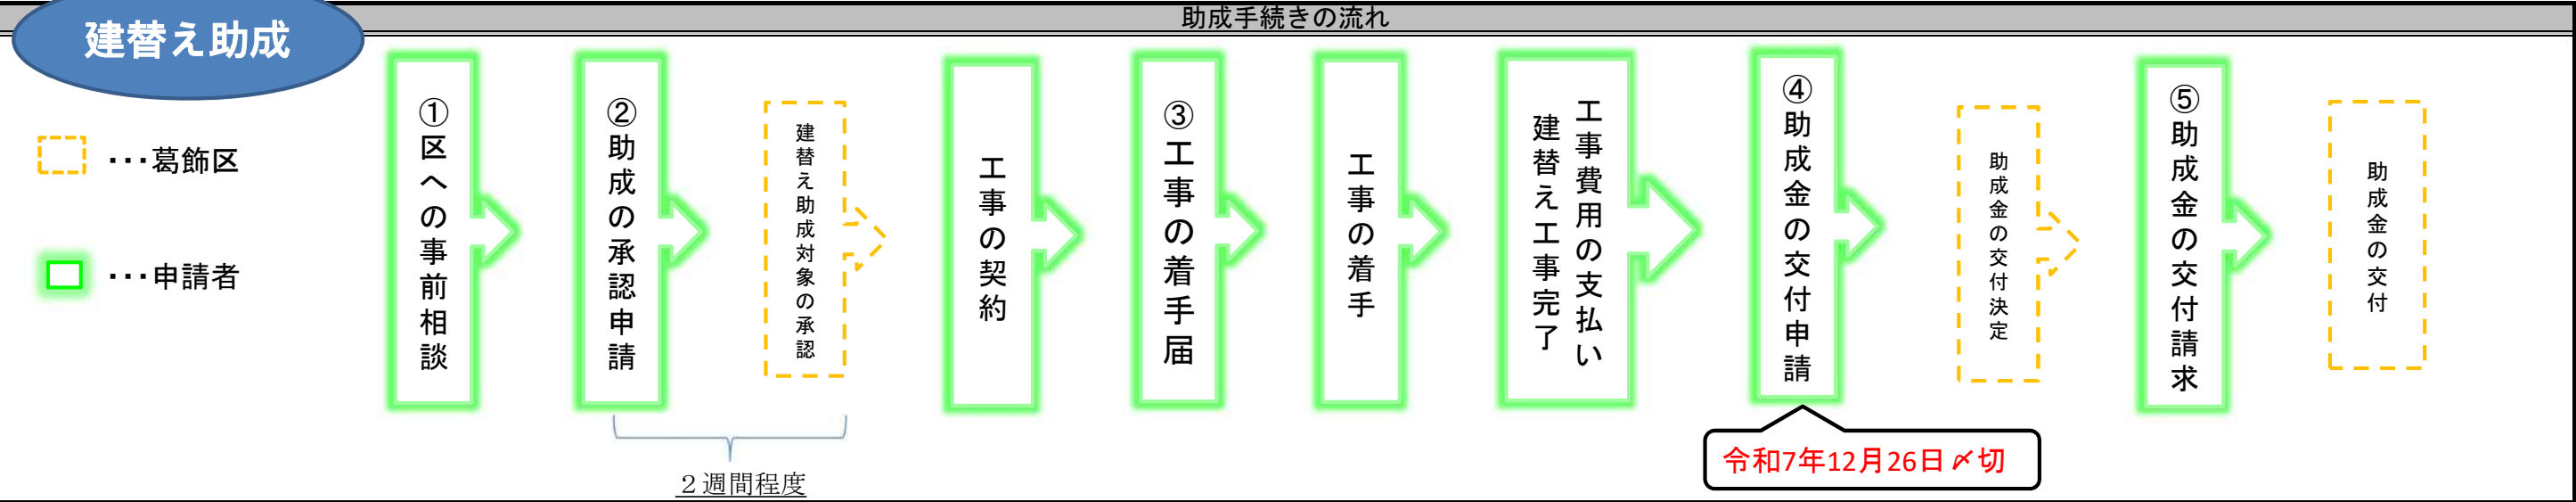 助成手続きの流れ
建替え助成
・・・葛飾区
・・・申請者
①区への事前相談
②助成の承認申請
建替え助成対象の承認
2週間程度
工事の契約
③工事の着手届
工事の着手
工事費用の支払い
建替え工事完了
④助成金の交付申請
令和7年12月26日〆切
助成金の交付決定
⑤助成金の交付請求
助成金の交付